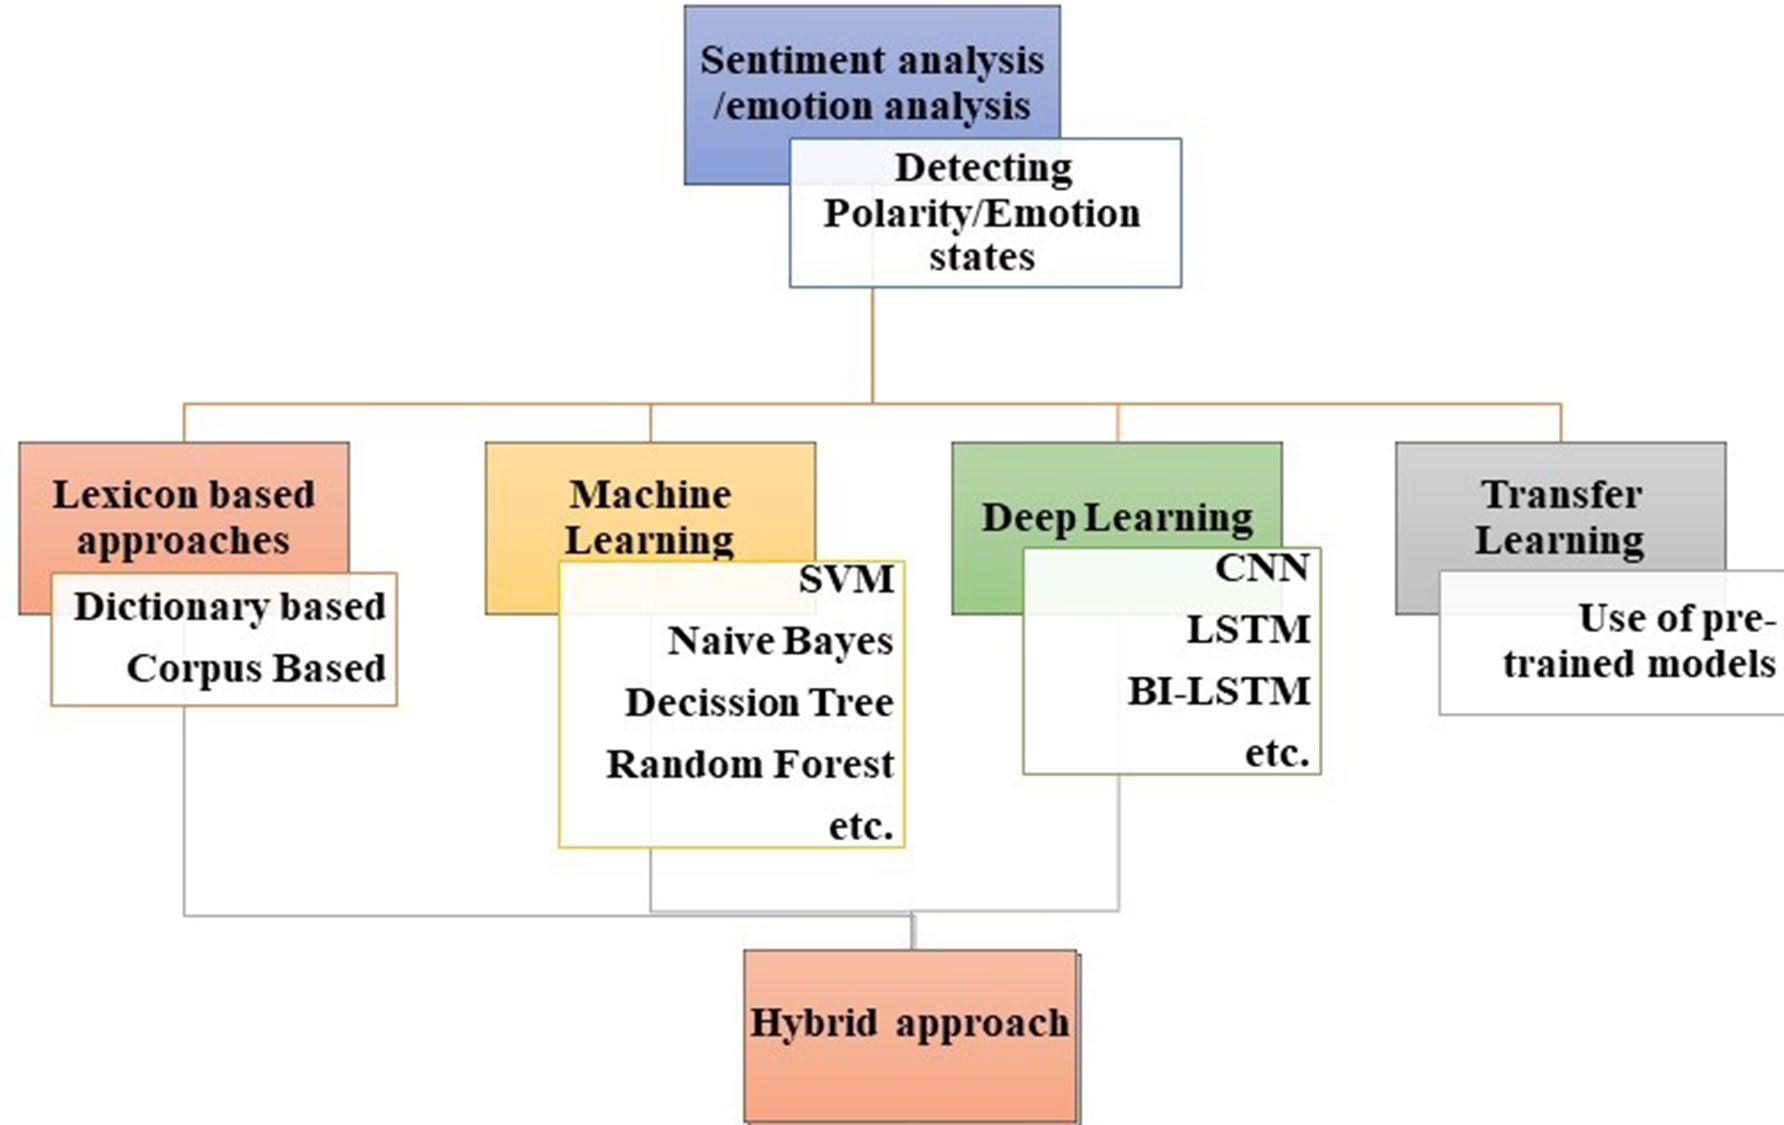 Sentiment analysis
/emotion analysis
Detecting
Polarity/Emotion
states
Lexicon based
approaches
Dictionary based
Corpus Based
Machine
Learning
SVM
Naive Bayes
Decission Tree
Random Forest
etc.
Deep Learning
CNN
LSTM
BI-LSTM
etc.
Transfer
Learning
Use of pre-
trained models
Hybrid approach